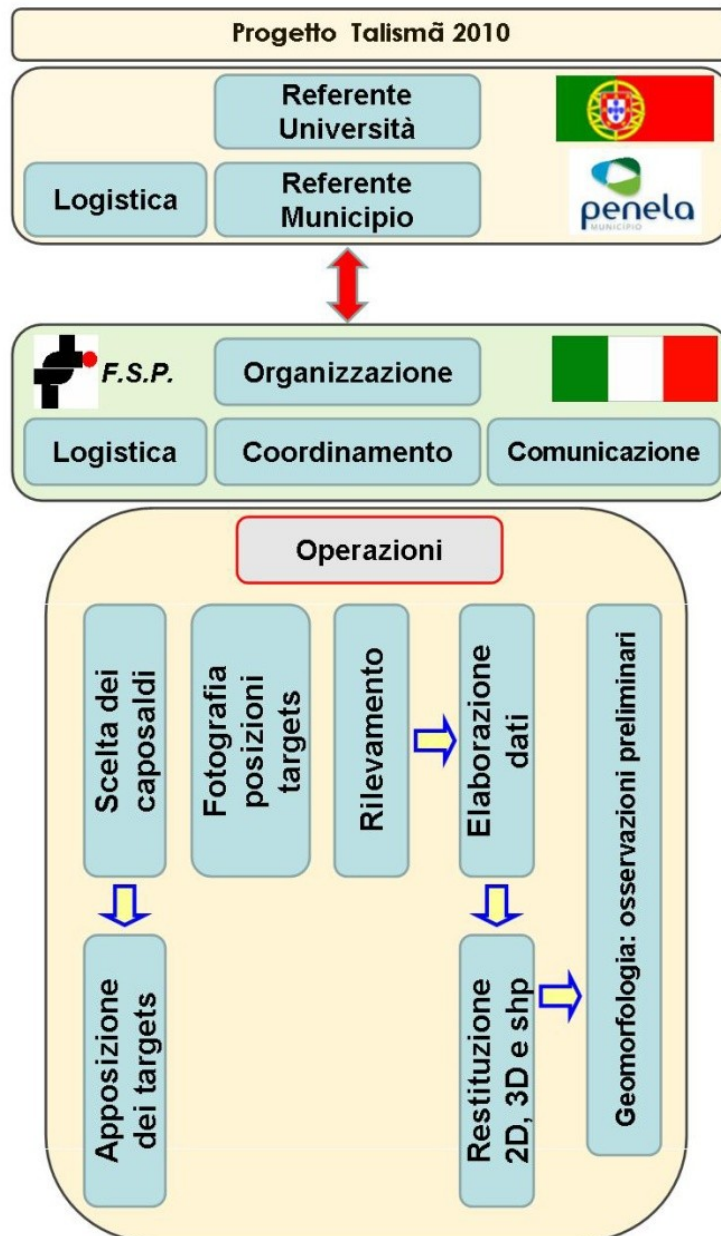 Progetto Talismã 2010
Referente
Università
Logistica
Referente
Municipio
penela
MUNICIPIO
F.S.P.
Organizzazione
Logistica
Coordinamento
Comunicazione
Operazioni
Scelta dei
caposaldi
Fotografia
posizioni
targets
Rilevamento
Elaborazione
dati
Geomorfologia: osservazioni preliminari
Apposizione
dei targets
Restituzione
2D, 3D e shp